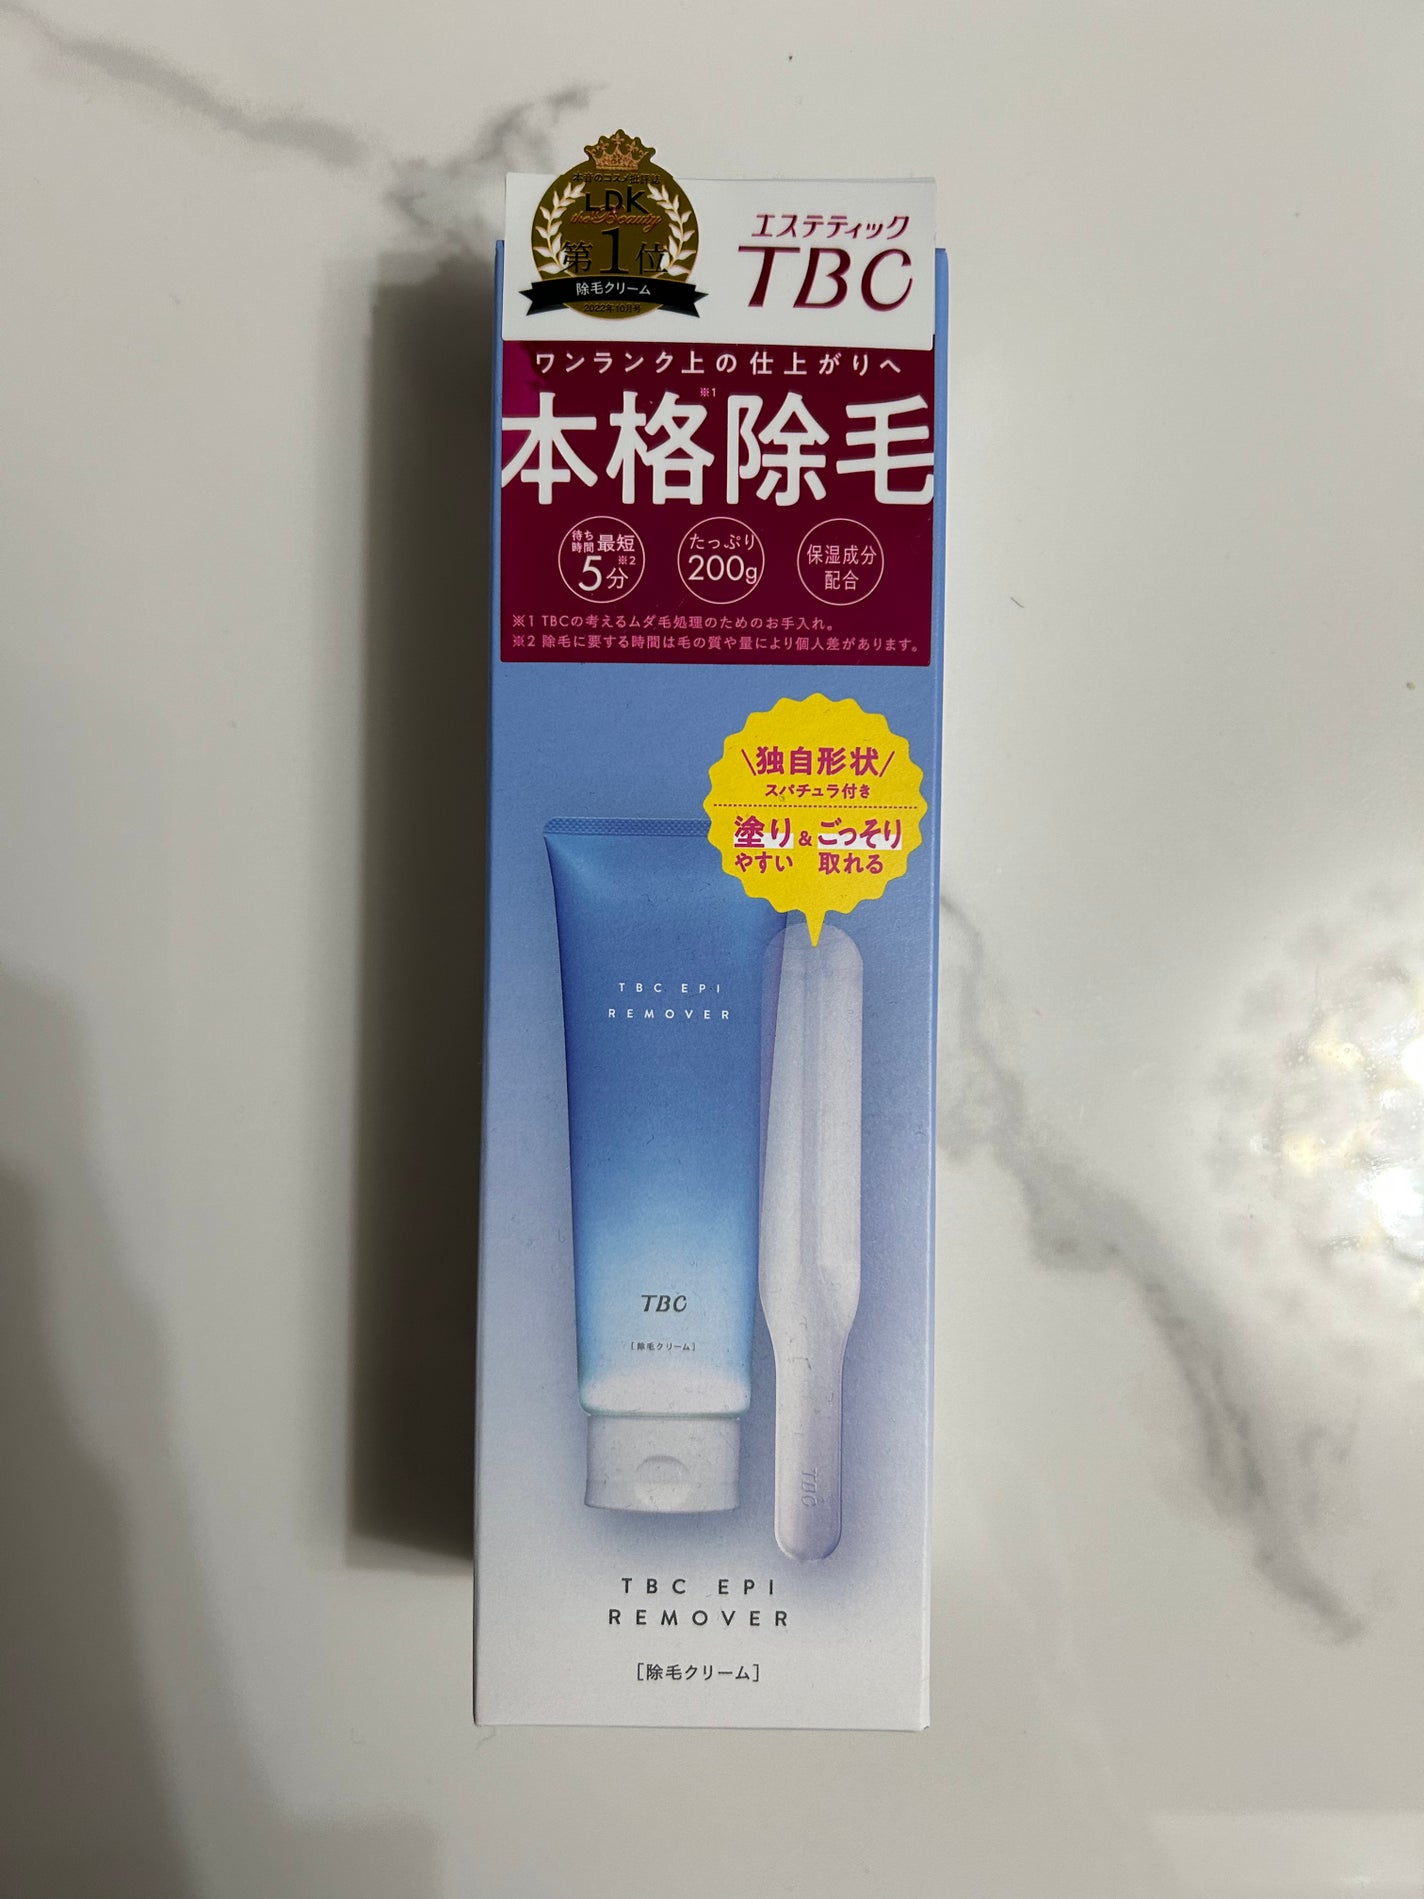 本音のコスメ批評誌
LDK
the Beauty
第1位
除毛クリーム
2022年10月号
エステティック
TBC
ワンランク上の仕上がりへ
本格除毛
※1
待ち時間 最短
5分※2
たっぷり
200g
保湿成分
配合
※1 TBCの考えるムダ毛処理のためのお手入れ。
※2 除毛に要する時間は毛の質や量により個人差があります。
\独自形状/
スパチュラ付き
塗り&ごっそり
やすい 取れる
TBC EPI
REMOVER
TBC
[除毛クリーム]
TBC
TBC EPI
REMOVER
[除毛クリーム]